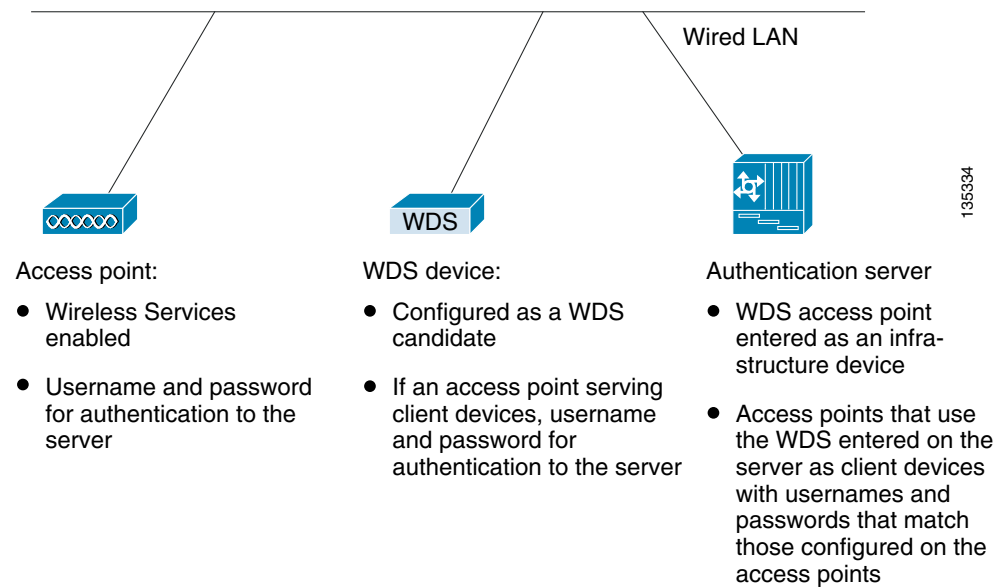 Wired LAN
135334
WDS
Access point:
• Wireless Services
enabled
• Username and password
for authentication to the
server
WDS device:
• Configured as a WDS
candidate
• If an access point serving
client devices, username
and password for
authentication to the server
Authentication server
• WDS access point
entered as an infra-
structure device
• Access points that use
the WDS entered on the
server as client devices
with usernames and
passwords that match
those configured on the
access points